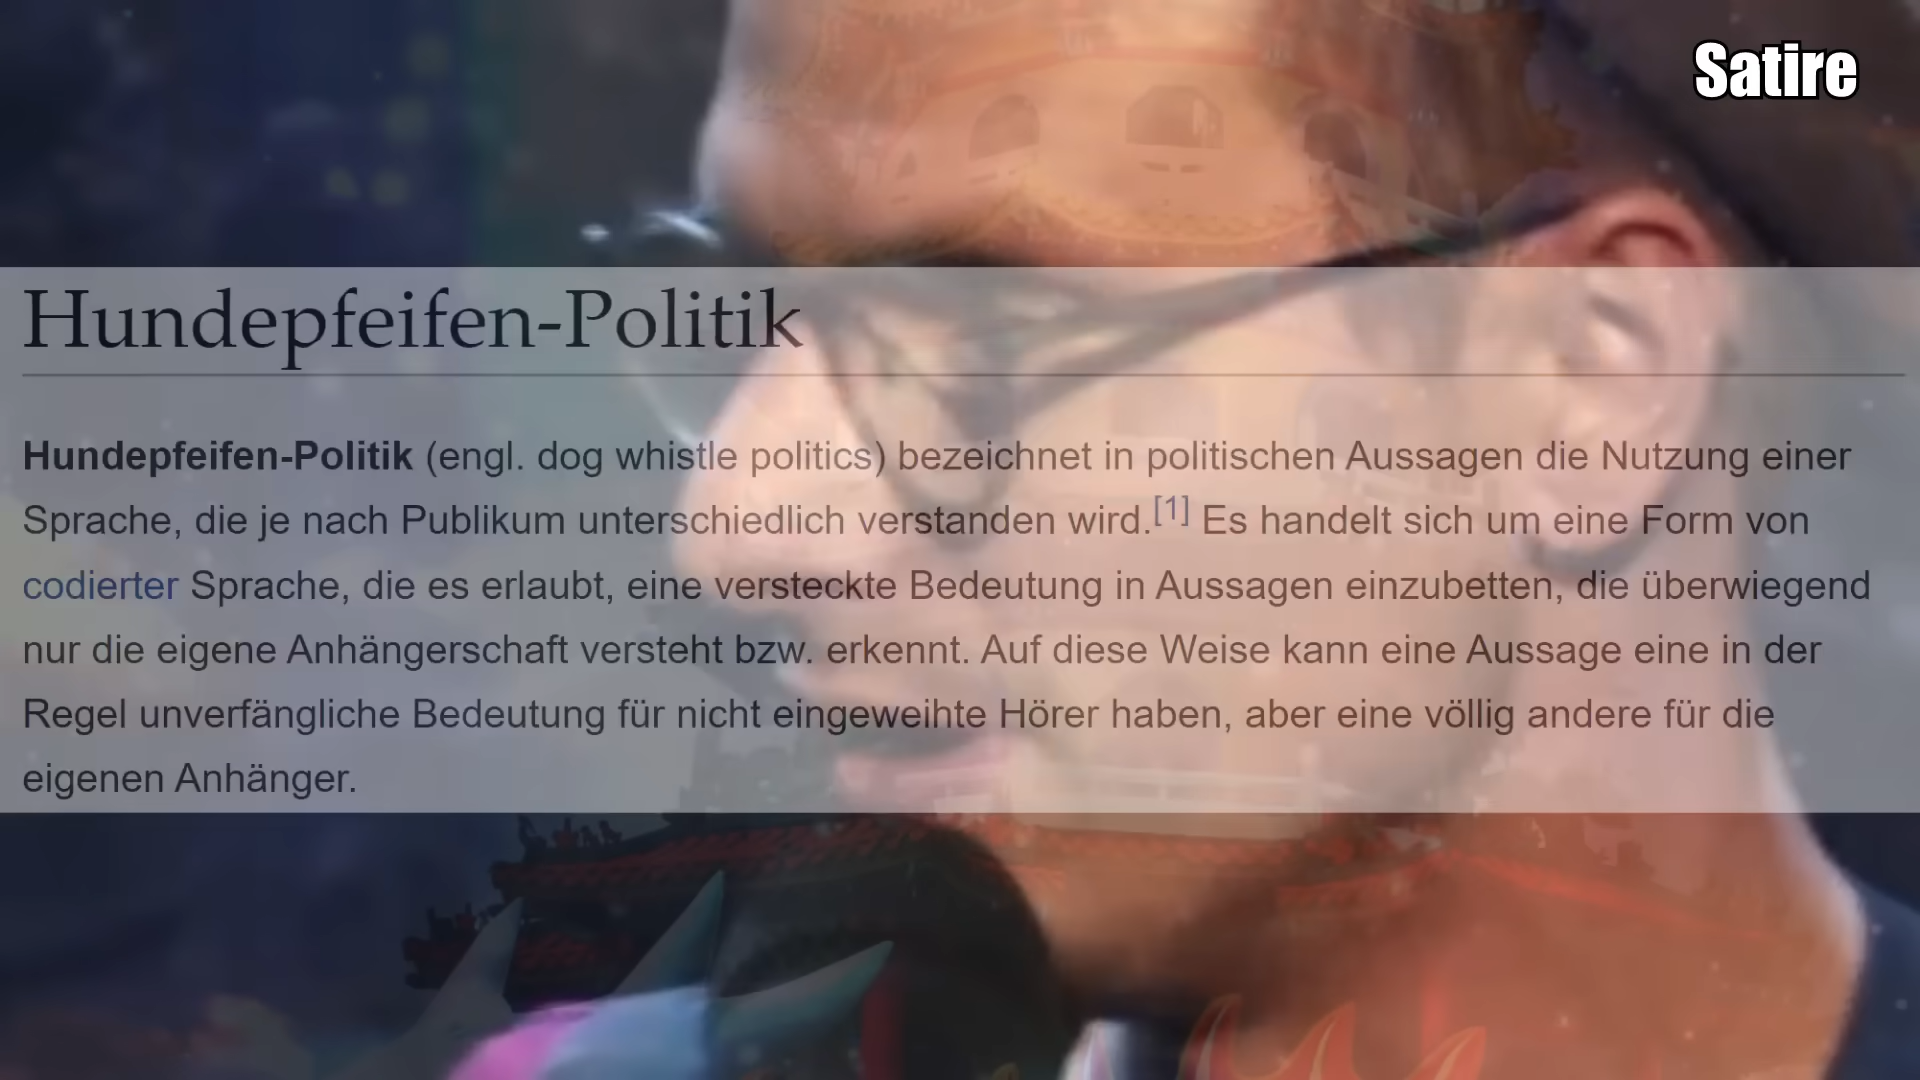 Satire
Hundepfeifen-Politik
Hundepfeifen-Politik (engl. dog whistle politics) bezeichnet in politischen Aussagen die Nutzung einer
Sprache, die je nach Publikum unterschiedlich verstanden wird.[1] Es handelt sich um eine Form von
codierter Sprache, die es erlaubt, eine versteckte Bedeutung in Aussagen einzubetten, die überwiegend
nur die eigene Anhängerschaft versteht bzw. erkennt. Auf diese Weise kann eine Aussage eine in der
Regel unverfängliche Bedeutung für nicht eingeweihte Hörer haben, aber eine völlig andere für die
eigenen Anhänger.